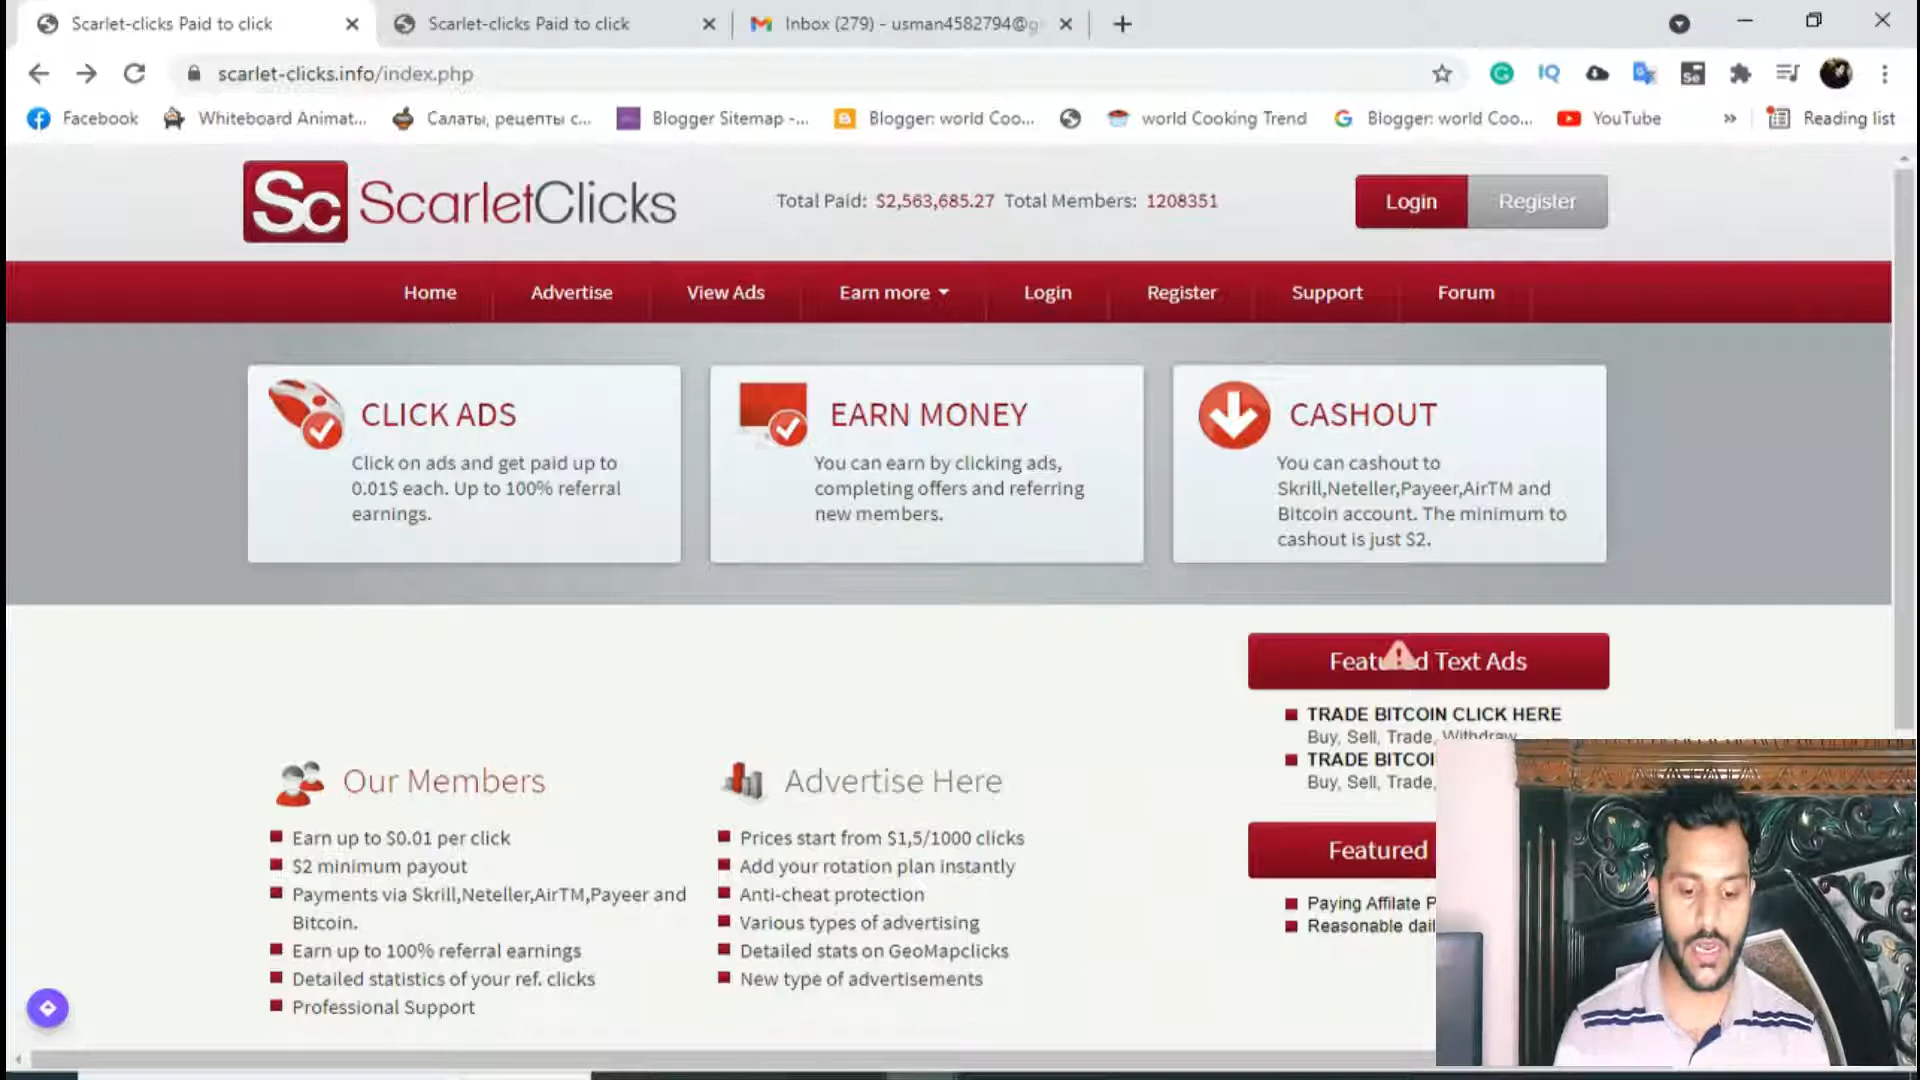 Scarlet-clicks Paid to click
Scarlet-clicks Paid to click
Inbox (279) - usman4582794@g
scarlet-clicks.info/index.php
Facebook
Whiteboard Animat...
Салаты, рецепты с...
Blogger Sitemap -...
Blogger: world Coo...
world Cooking Trend
Blogger: world Coo...
YouTube
Reading list
Sc ScarletClicks
Total Paid: $2,563,685.27 Total Members: 1208351
Login
Register
Home
Advertise
View Ads
Earn more
Login
Register
Support
Forum
CLICK ADS
Click on ads and get paid up to
0.01$ each. Up to 100% referral
earnings.
EARN MONEY
You can earn by clicking ads,
completing offers and referring
new members.
CASHOUT
You can cashout to
Skrill,Neteller,Payeer,AirTM and
Bitcoin account. The minimum to
cashout is just $2.
Featured Text Ads
TRADE BITCOIN CLICK HERE
Buy, Sell, Trade, Withdraw
TRADE BITCOI
Buy, Sell, Trade,
Our Members
Earn up to $0.01 per click
$2 minimum payout
Payments via Skrill,Neteller,AirTM,Payeer and
Bitcoin.
Earn up to 100% referral earnings
Detailed statistics of your ref. clicks
Professional Support
Advertise Here
Prices start from $1,5/1000 clicks
Add your rotation plan instantly
Anti-cheat protection
Various types of advertising
Detailed stats on GeoMapclicks
New type of advertisements
Featured
Paying Affilate P
Reasonable dail